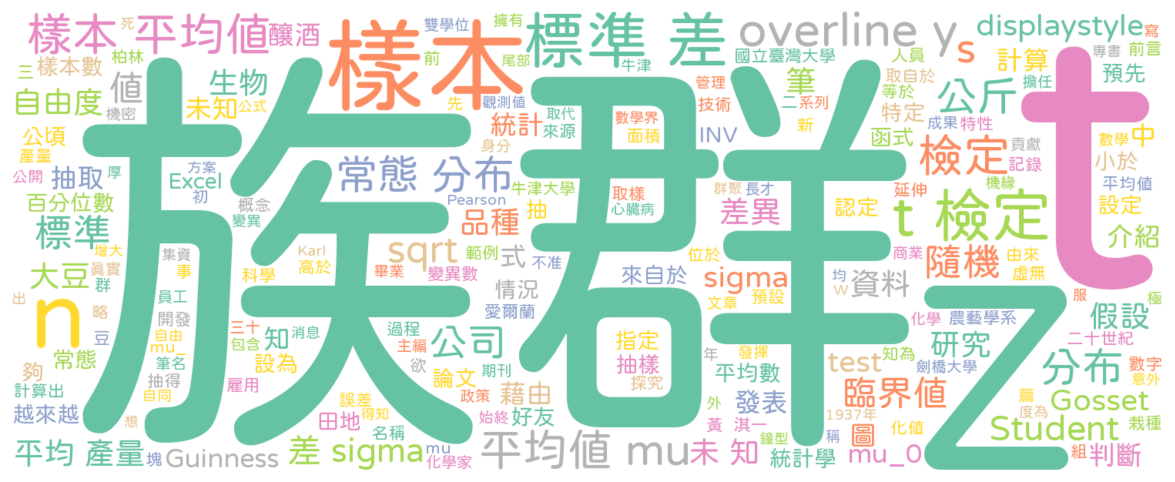 族群
樣本
t
z
n
樣本 平均值
釀酒
標準 差
overline y
s
displaystyle
死
柏林
雙學位
擁有
尾部
牛津
國立臺灣大學
人員
專書
前言
寫
三
樣本數
值
生物
前
管理
取自於
計算
擔任
預先
自由度
未知
先
觀測值
筆
技術
二
系列
等於
特定
公斤
機密
公式
統計
取代
來源
數學界
面積
INV
新
函式
成果
特性
貢獻
數學
中
公頃
產量
身分
檢定
記錄
小於
公開
抽取
厚
方案
Excel
初
常態 分布
牛津大學
取樣
群聚
長才
延伸
機緣
平均值
百分位數
概念
變異
Pearson
抽
心臟病
差異
認定
t 檢定
設定
標準
品種
介紹
增大
集資
Karl
高於
sqrt
範例
式
不准
來自於
位於
商業
隨機
由來
虛無
大豆
真實
事
群
科學
畢業
變異數
情況
sigma
均
W
資料
出
略
員工
愛爾蘭
文章
預設
服
極
開發
三十
知
消息
過程
公司
指定
化學
農藝學系
假設
豆
自由
mu_
包含
主編
抽樣
年
發揮
研究
二十世紀
常態
筆名
設為
期刊
欲
探究
平均數
test
知為
分布
數字
夠
計算出
抽得
雇用
論文
政策
藉由
劍橋大學
意外
越來越
自同
誤差
得知
始終
好友
外
發表
臨界值
篇
Gosset
想
田地
名稱
黃
淇一
1937年
度為
栽種
平均 產量
塊
Guinness
差 sigma
mu
化學家
平均值 mu
未 知
鐘型
稱
化值
圖
Student
統計學
mu_0
組
判斷